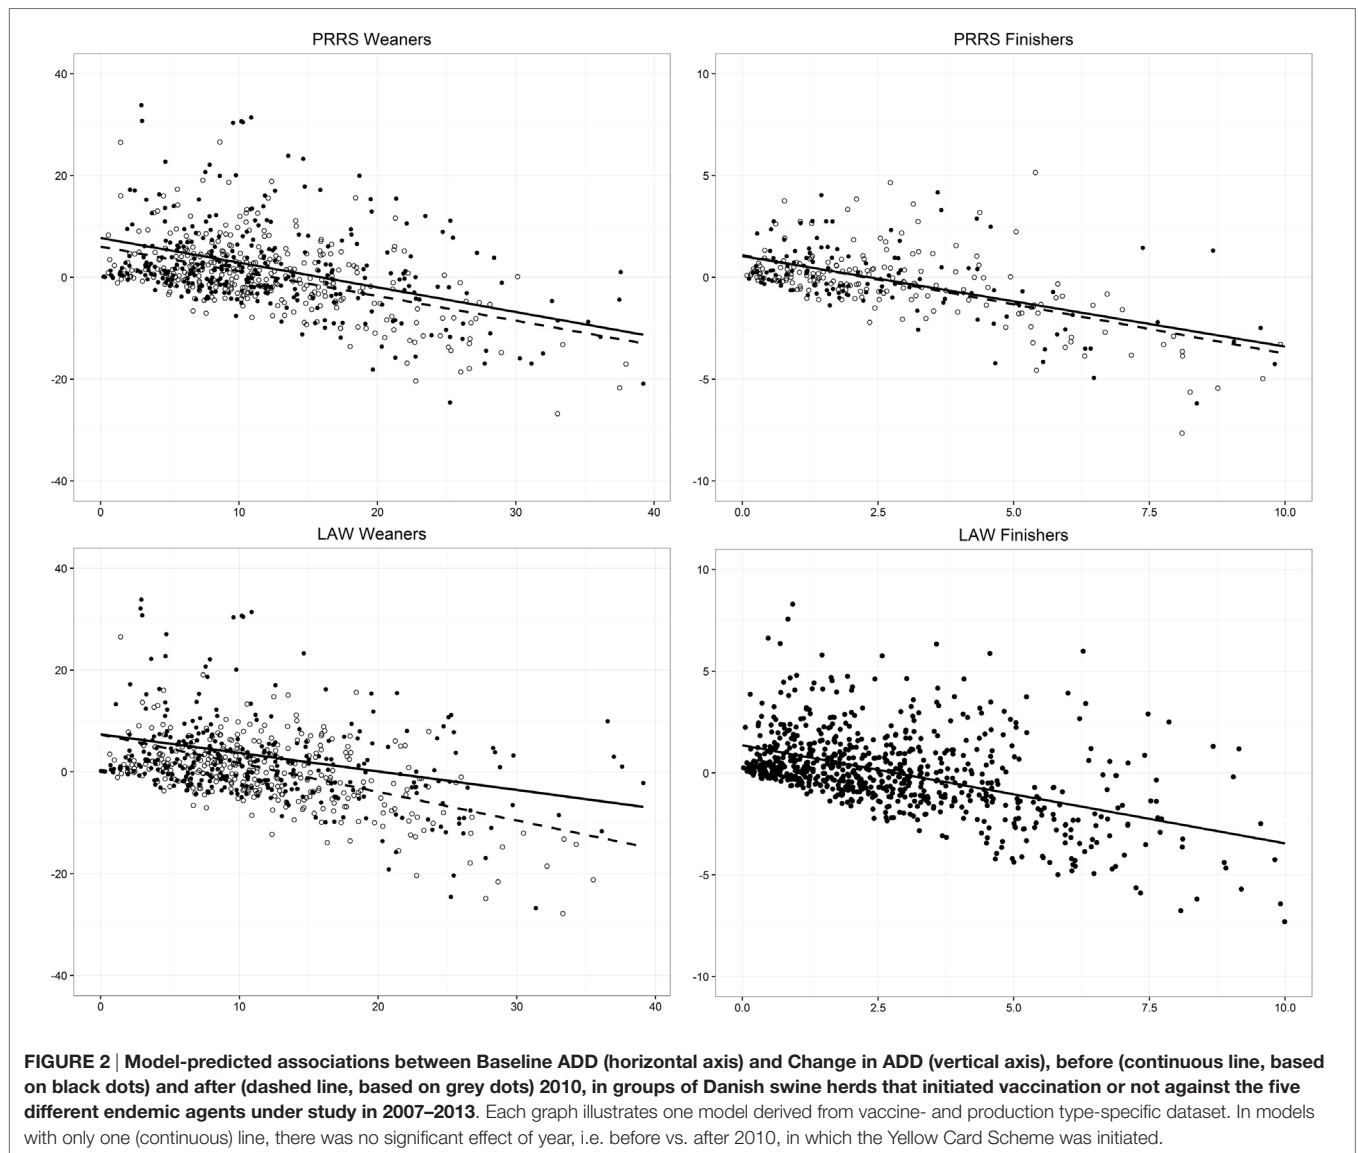 PRRS Weaners
40
20
0
-20
-40
0 10 20 30 40
PRRS Finishers
10
5
0
-5
-10
0.0 2.5 5.0 7.5 10.0
LAW Weaners
40
20
0
-20
-40
0 10 20 30 40
LAW Finishers
10
5
0
-5
-10
0.0 2.5 5.0 7.5 10.0
FIGURE 2 | Model-predicted associations between Baseline ADD (horizontal axis) and Change in ADD (vertical axis), before (continuous line, based
on black dots) and after (dashed line, based on grey dots) 2010, in groups of Danish swine herds that initiated vaccination or not against the five
different endemic agents under study in 2007–2013. Each graph illustrates one model derived from vaccine- and production type-specific dataset. In models
with only one (continuous) line, there was no significant effect of year, i.e. before vs. after 2010, in which the Yellow Card Scheme was initiated.